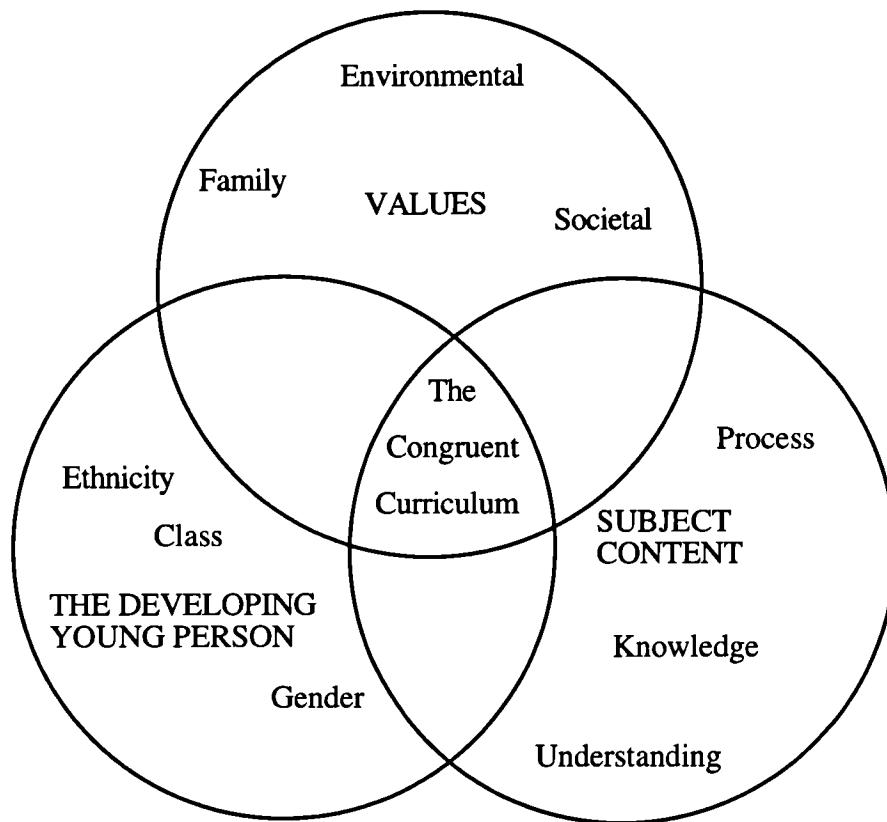 Environmental
Family
VALUES
Societal
The
Congruent
Curriculum
Process
Ethnicity
Class
SUBJECT
CONTENT
THE DEVELOPING
YOUNG PERSON
Knowledge
Gender
Understanding